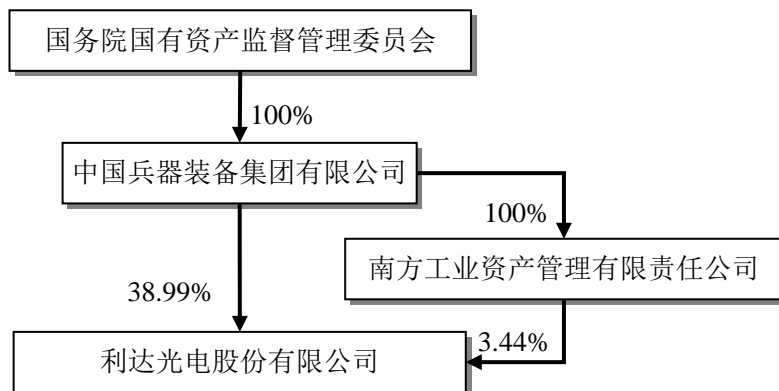 国务院国有资产监督管理委员会
100%
中国兵器装备集团有限公司
100%
南方工业资产管理有限责任公司
38.99%
3.44%
利达光电股份有限公司